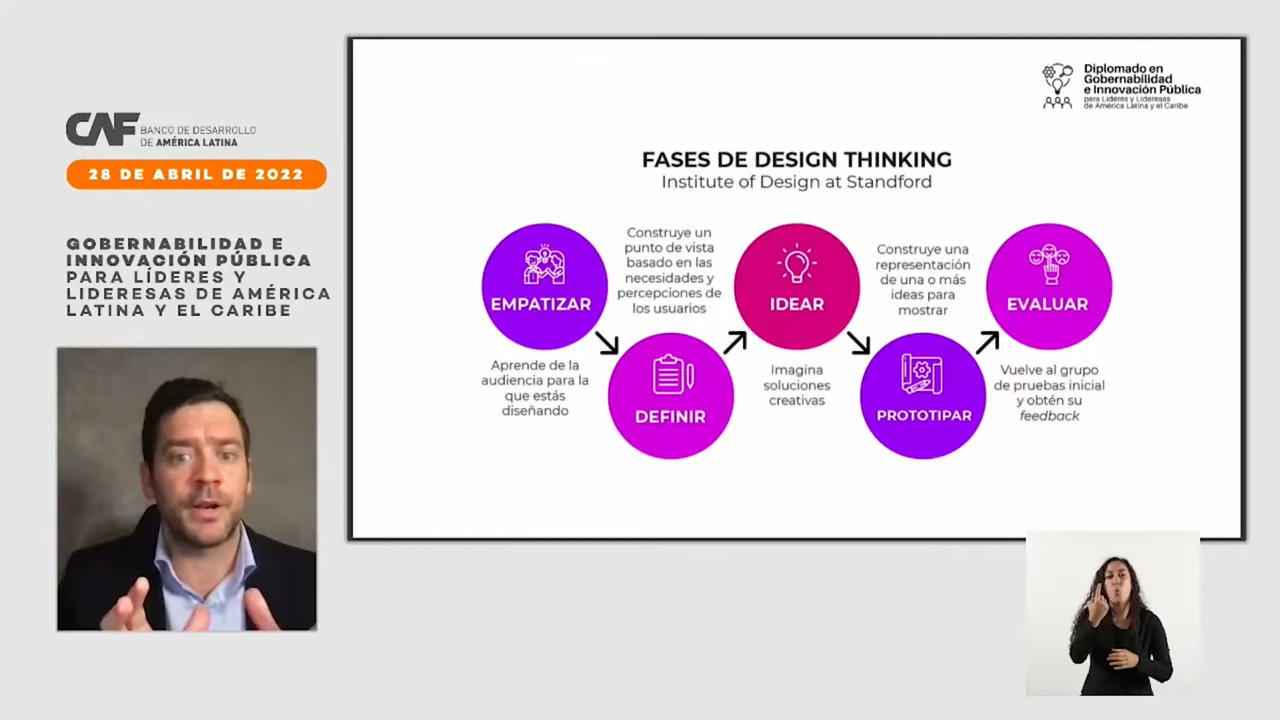 CAF BANCO DE DESARROLLO
DE AMÉRICA LATINA
28 DE ABRIL DE 2022
GOBERNABILIDAD E
INNOVACIÓN PÚBLICA
PARA LÍDERES Y
LIDERESAS DE AMÉRICA
LATINA Y EL CARIBE
Diplomado en
Gobernabilidad
e Innovación Pública
para Líderes y Lideresas
de América Latina y el Caribe
FASES DE DESIGN THINKING
Institute of Design at Standford
EMPATIZAR
Aprende de la
audiencia para la
que estás
diseñando
Construye un
punto de vista
basado en las
necesidades y
percepciones de
los usuarios
DEFINIR
IDEAR
Imagina
soluciones
creativas
Construye una
representación
de una o más
ideas para
mostrar
PROTOTIPAR
EVALUAR
Vuelve al grupo
de pruebas inicial
y obtén su
feedback